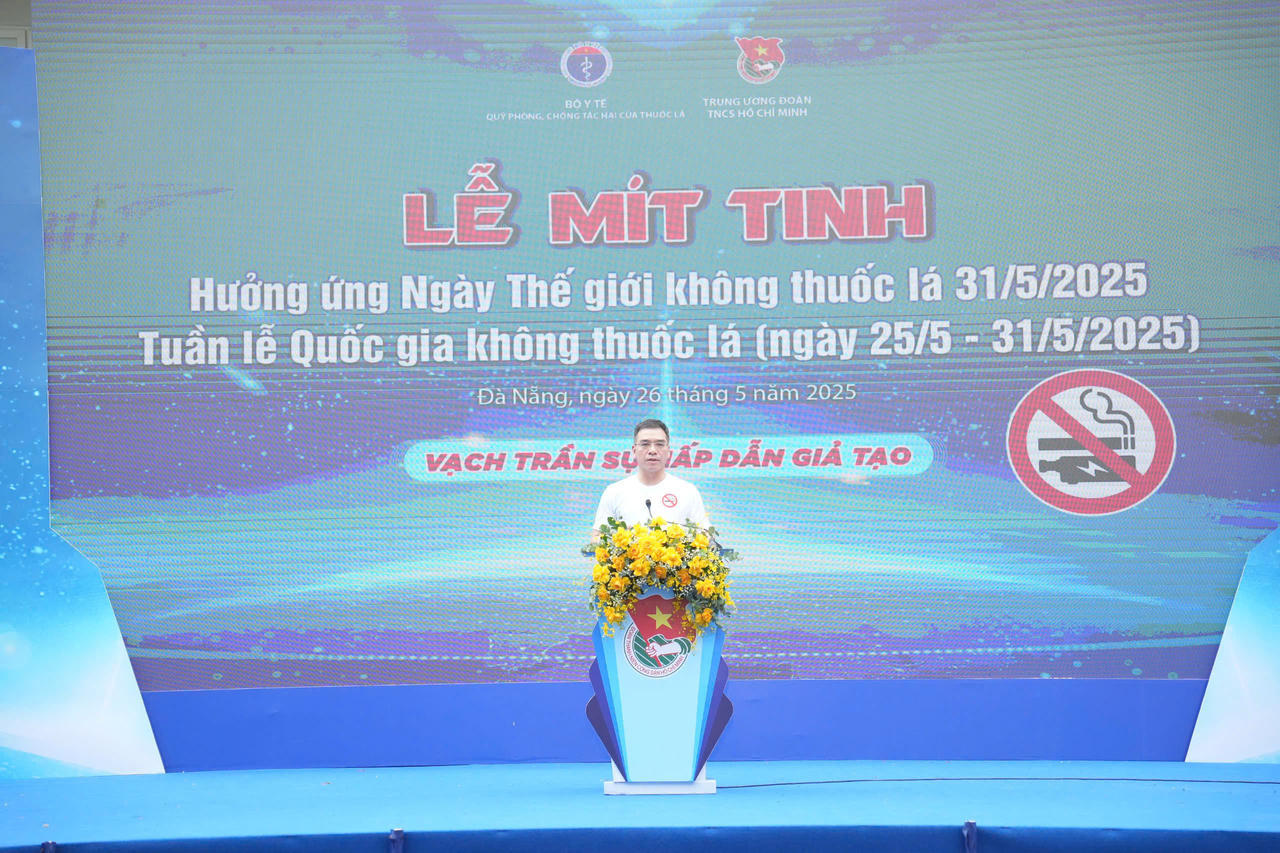 BỘ Y TẾ
QUỸ PHÒNG, CHỐNG TÁC HẠI CỦA THUỐC LÁ
TRUNG ƯƠNG ĐOÀN
TNCS HỒ CHÍ MINH
LỄ MÍT TINH
Hưởng ứng Ngày Thế giới không thuốc lá 31/5/2025
Tuần lễ Quốc gia không thuốc lá (ngày 25/5 - 31/5/2025)
Đà Nẵng, ngày 26 tháng 5 năm 2025
VẠCH TRẦN SỰ ẤP DẪN GIẢ TẠO